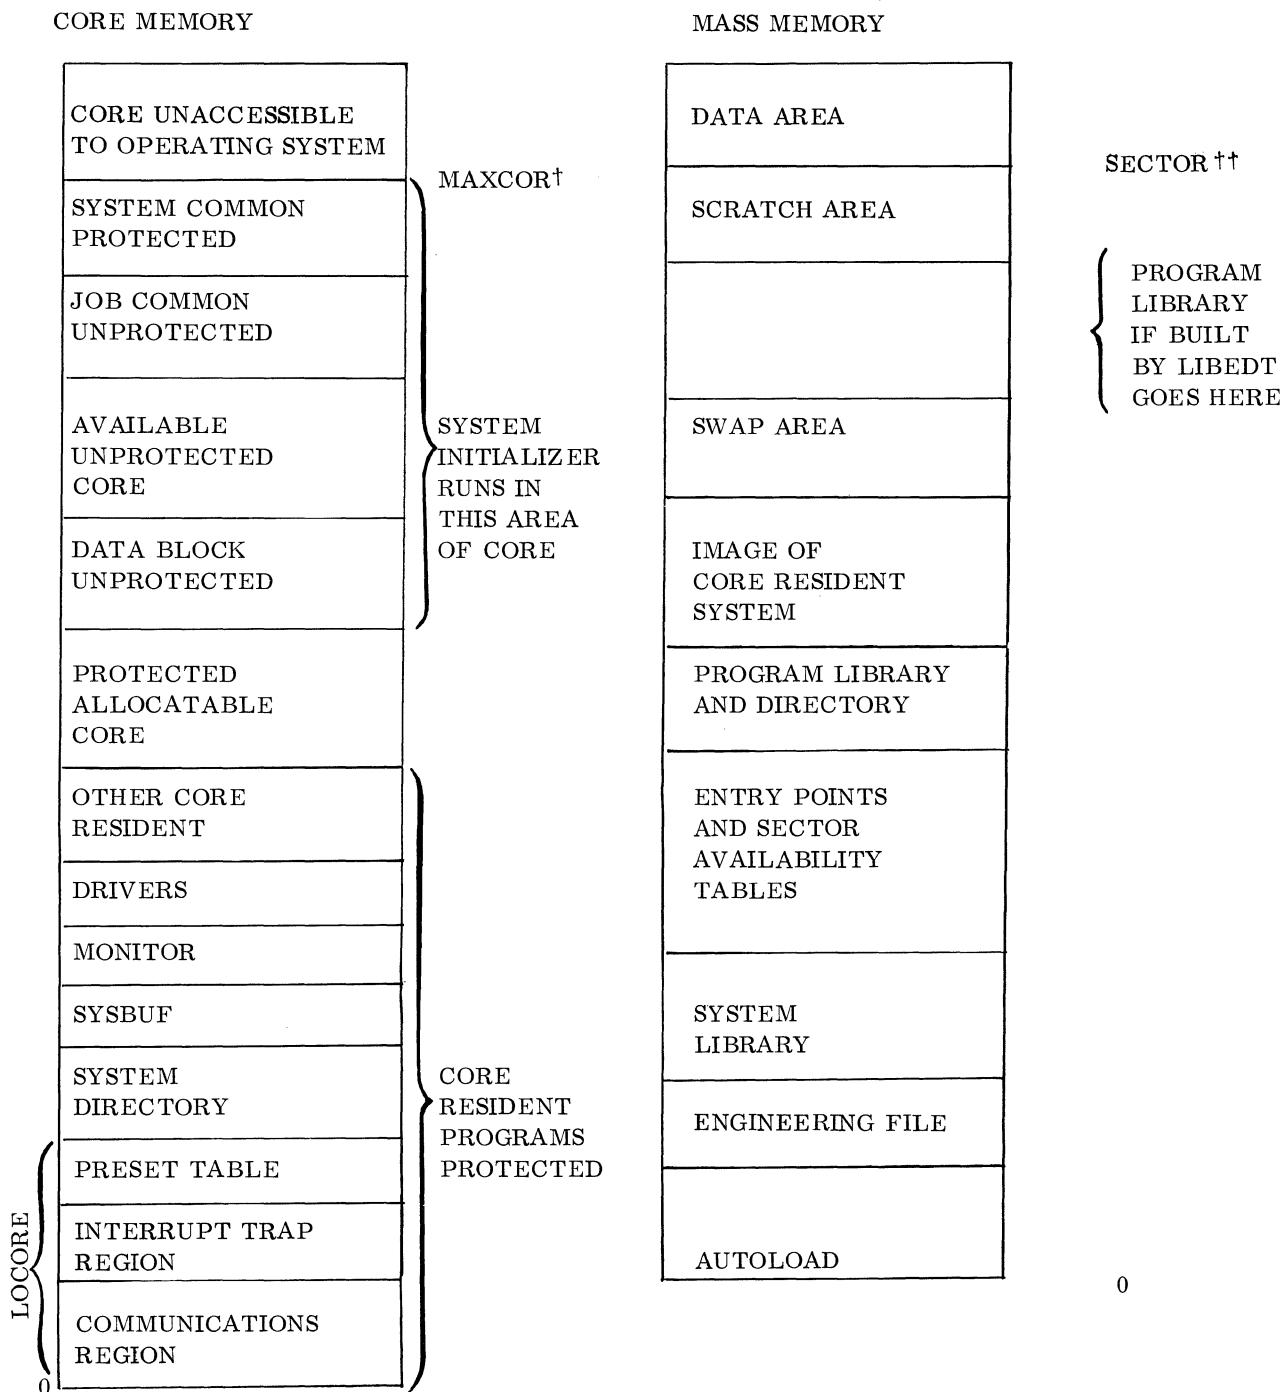 CORE MEMORY
CORE UNACCESSIBLE
TO OPERATING SYSTEM
MAXCOR†
SYSTEM COMMON
PROTECTED
JOB COMMON
UNPROTECTED
AVAILABLE
UNPROTECTED
CORE
DATA BLOCK
UNPROTECTED
SYSTEM
INITIALIZER
RUNS IN
THIS AREA
OF CORE
PROTECTED
ALLOCATABLE
CORE
OTHER CORE
RESIDENT
DRIVERS
MONITOR
SYSBUF
SYSTEM
DIRECTORY
PRESET TABLE
INTERRUPT TRAP
REGION
COMMUNICATIONS
REGION
LOCORE
0
CORE
RESIDENT
PROGRAMS
PROTECTED
MASS MEMORY
DATA AREA
SCRATCH AREA
SWAP AREA
IMAGE OF
CORE RESIDENT
SYSTEM
PROGRAM LIBRARY
AND DIRECTORY
ENTRY POINTS
AND SECTOR
AVAILABILITY
TABLES
SYSTEM
LIBRARY
ENGINEERING FILE
AUTOLOAD
SECTOR††
PROGRAM
LIBRARY
IF BUILT
BY LIBEDT
GOES HERE
0